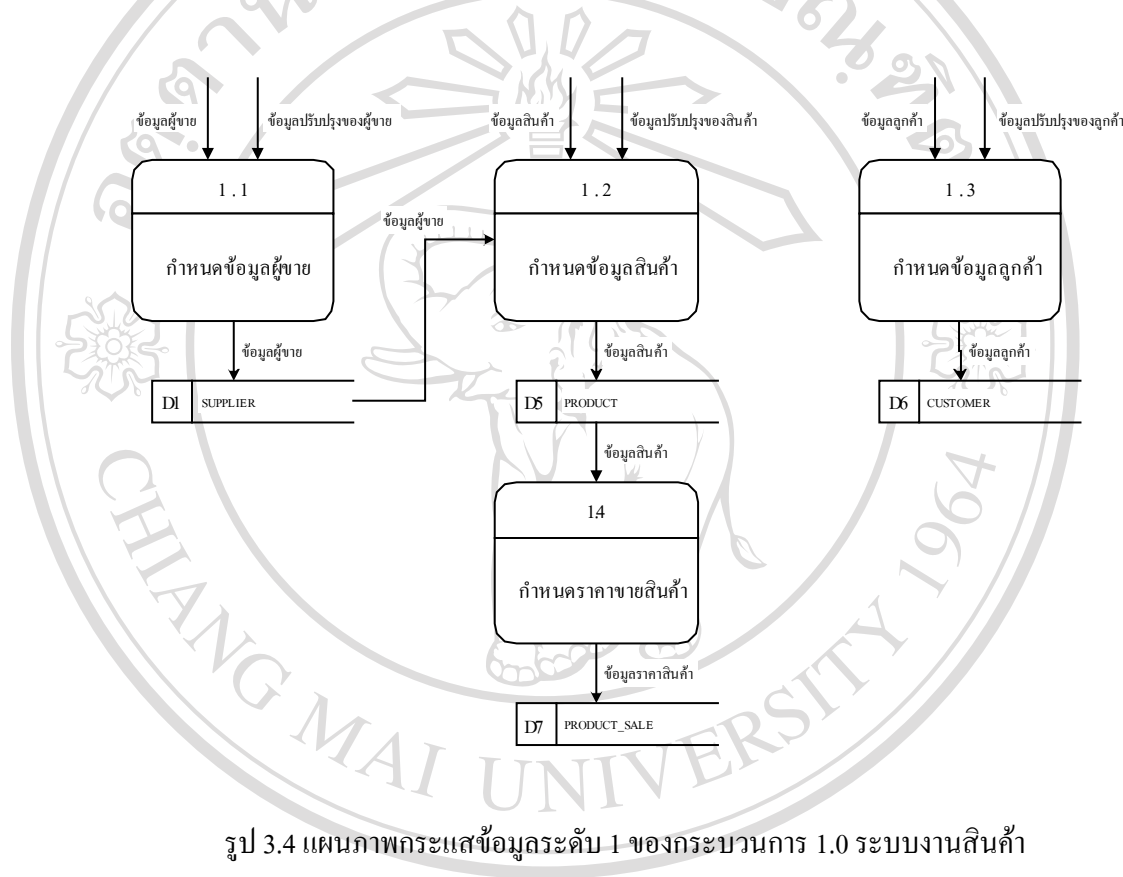 ข้อมูลผู้ขาย
ข้อมูลปรับปรุงของผู้ขาย
ข้อมูลสินค้า
ข้อมูลปรับปรุงของสินค้า
ข้อมูลลูกค้า
ข้อมูลปรับปรุงของลูกค้า
1.1
กำหนดข้อมูลผู้ขาย
ข้อมูลผู้ขาย
1.2
กำหนดข้อมูลสินค้า
1.3
กำหนดข้อมูลลูกค้า
ข้อมูลผู้ขาย
ข้อมูลสินค้า
ข้อมูลลูกค้า
D1 SUPPLIER
D5 PRODUCT
D6 CUSTOMER
ข้อมูลสินค้า
1.4
กำหนดราคาขายสินค้า
ข้อมูลราคาสินค้า
D7 PRODUCT_SALE
CHIANG MAI UNIVERSITY 1964
รูป 3.4 แผนภาพกระแสข้อมูลระดับ 1 ของกระบวนการ 1.0 ระบบงานสินค้า